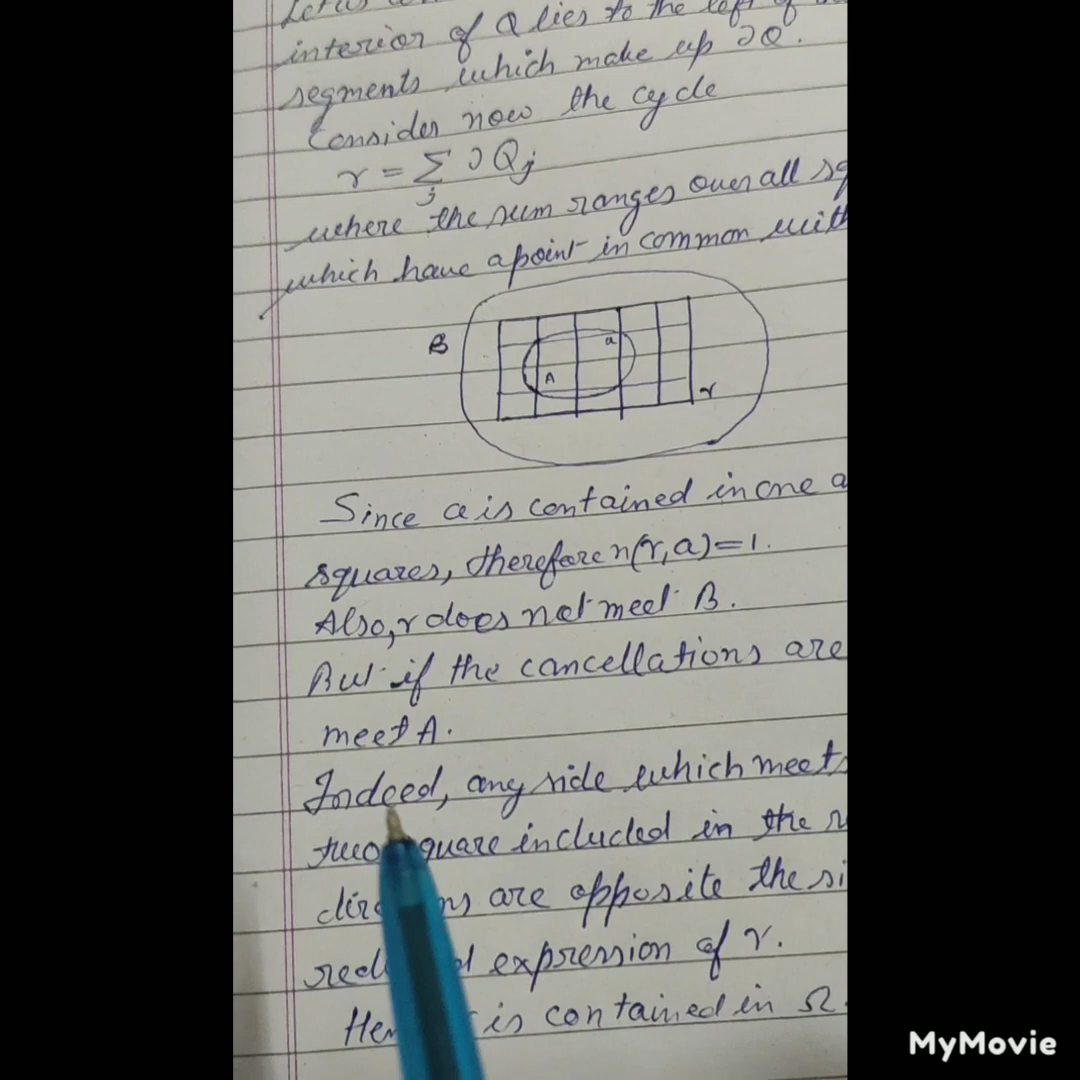 interior of Q lies to the left of
segments which make up ∂Q.
Consider now the cycle
r = Σ ∂Qj
j
where the sum ranges over all sq
which have a point in common with
B
a
A
r
Since a is contained in one a
squares, therefore n(r,a)=1.
Also, r does not meet B.
But if the cancellations are
meet A.
Indeed, any side which meets
two square included in the r
are opposite the si
expression of r.
is contained in Ω.
MyMovie